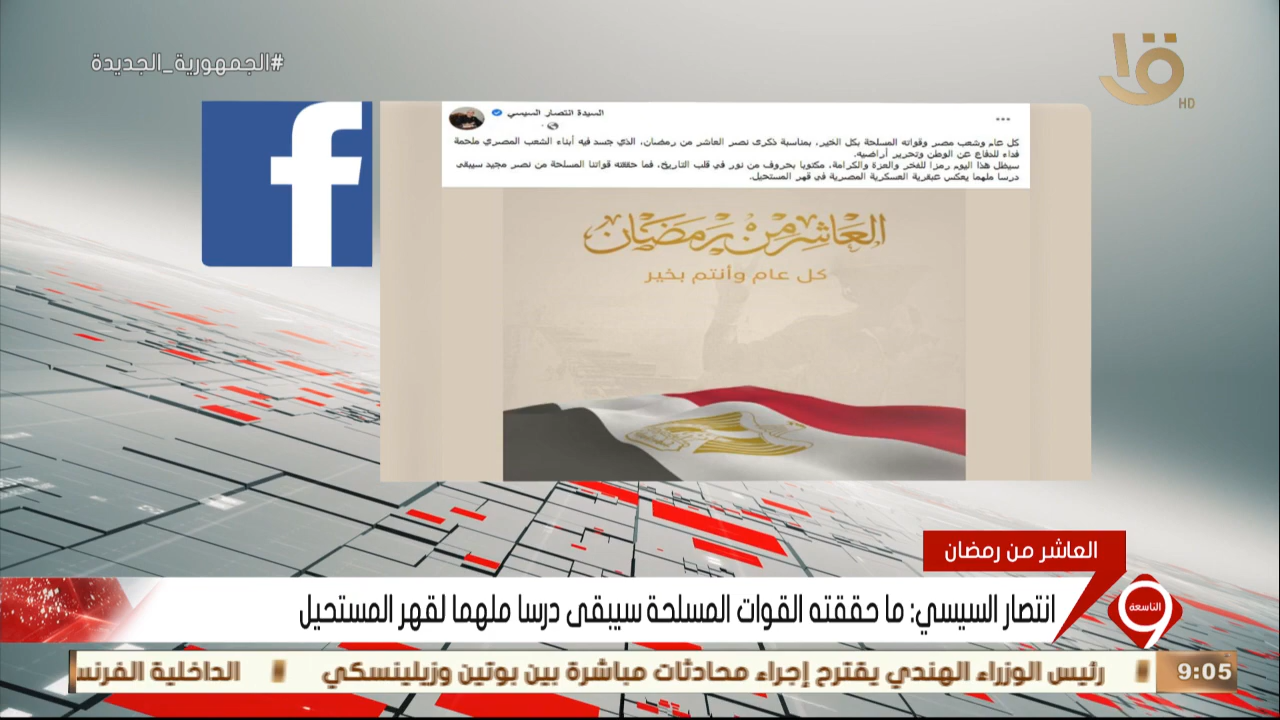 #الجمهورية_الجديدة
HD
السيدة انتصار السيسي
كل عام وشعب مصر وقواته المسلحة بكل الخير، بمناسبة ذكرى نصر العاشر من رمضان، الذي جسد فيه أبناء الشعب المصري ملحمة
فداء للدفاع عن الوطن وتحرير أراضيه.
سيظل هذا اليوم رمزا للفخر والعزة والكرامة، مكتوبا بحروف من نور في قلب التاريخ، فما حققته قواتنا المسلحة من نصر مجيد سيبقى
درسا ملهما يعكس عبقرية العسكرية المصرية في قهر المستحيل.
العاشر من رمضان
كل عام وأنتم بخير
العاشر من رمضان
التاسعة
انتصار السيسي: ما حققته القوات المسلحة سيبقى درسا ملهما لقهر المستحيل
9:05
رئيس الوزراء الهندي يقترح إجراء محادثات مباشرة بين بوتين وزيلينسكي
الداخلية الفرنس